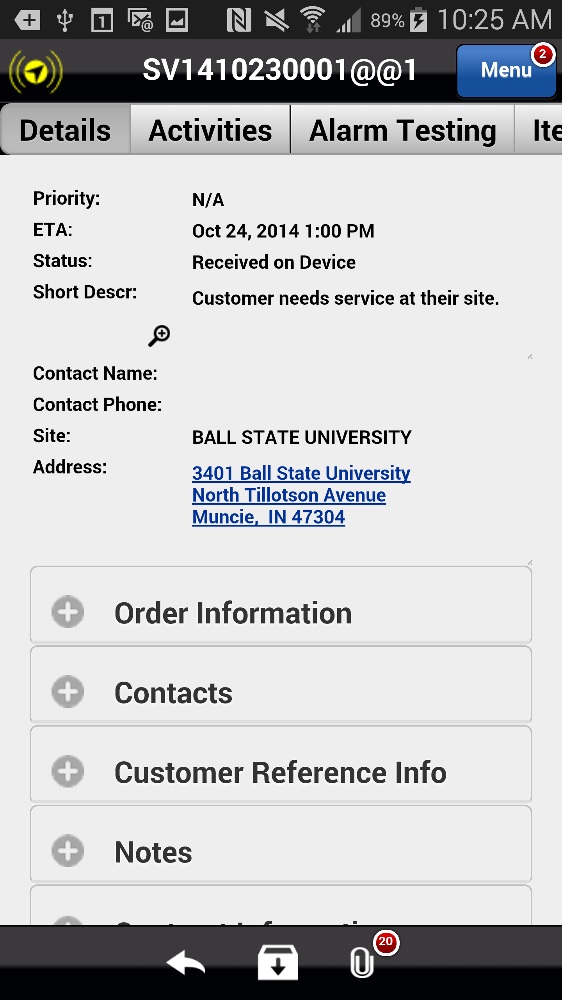 1 @ 89% 10:25 AM
SV1410230001@@1 Menu 2
Details Activities Alarm Testing Ite
Priority: N/A
ETA: Oct 24, 2014 1:00 PM
Status: Received on Device
Short Descr: Customer needs service at their site.
Contact Name:
Contact Phone:
Site: BALL STATE UNIVERSITY
Address: 3401 Ball State University
North Tillotson Avenue
Muncie,  IN 47304
Order Information
Contacts
Customer Reference Info
Notes
20